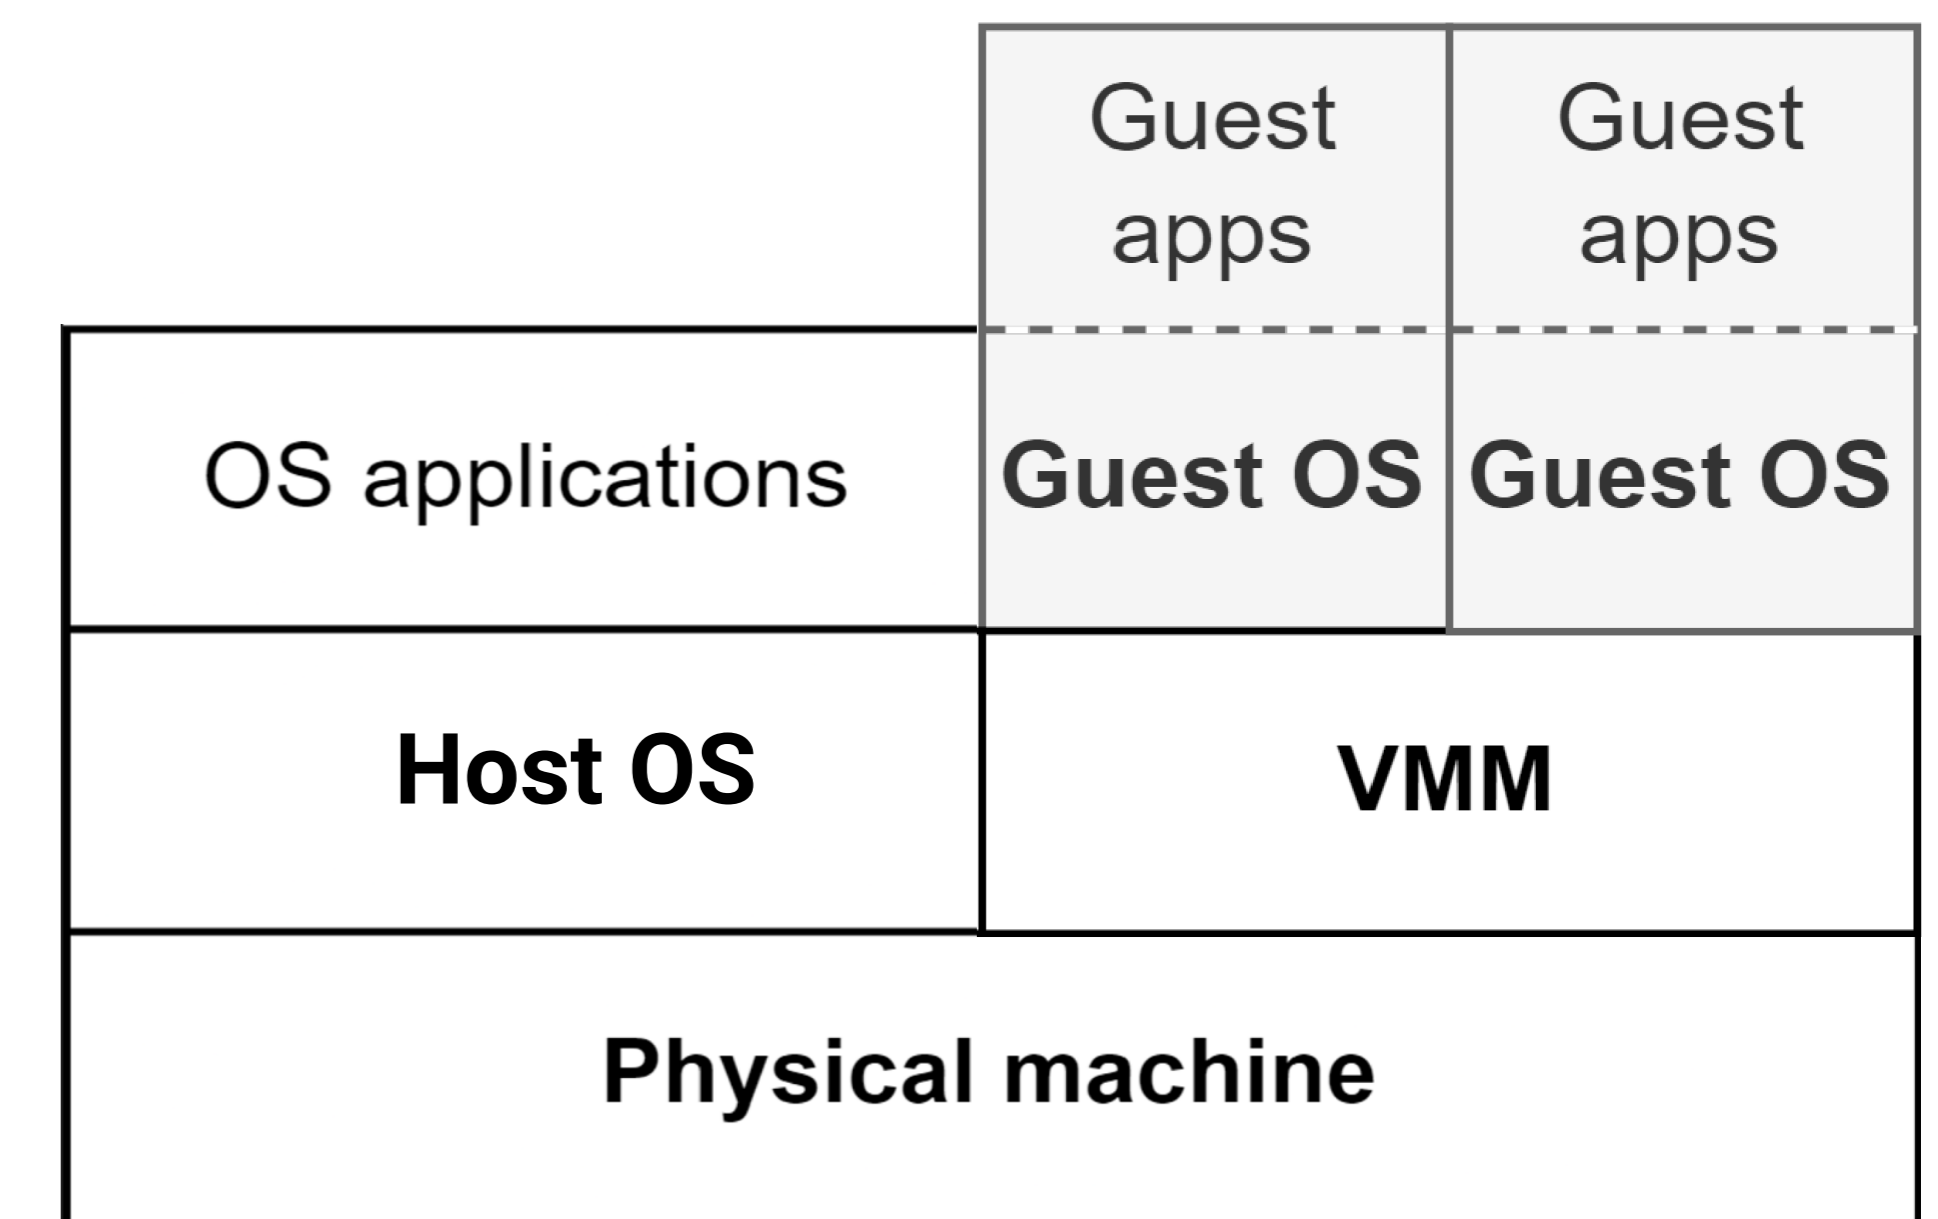 Guest
apps
Guest
apps
OS applications
Guest OS
Guest OS
Host OS
VMM
Physical machine